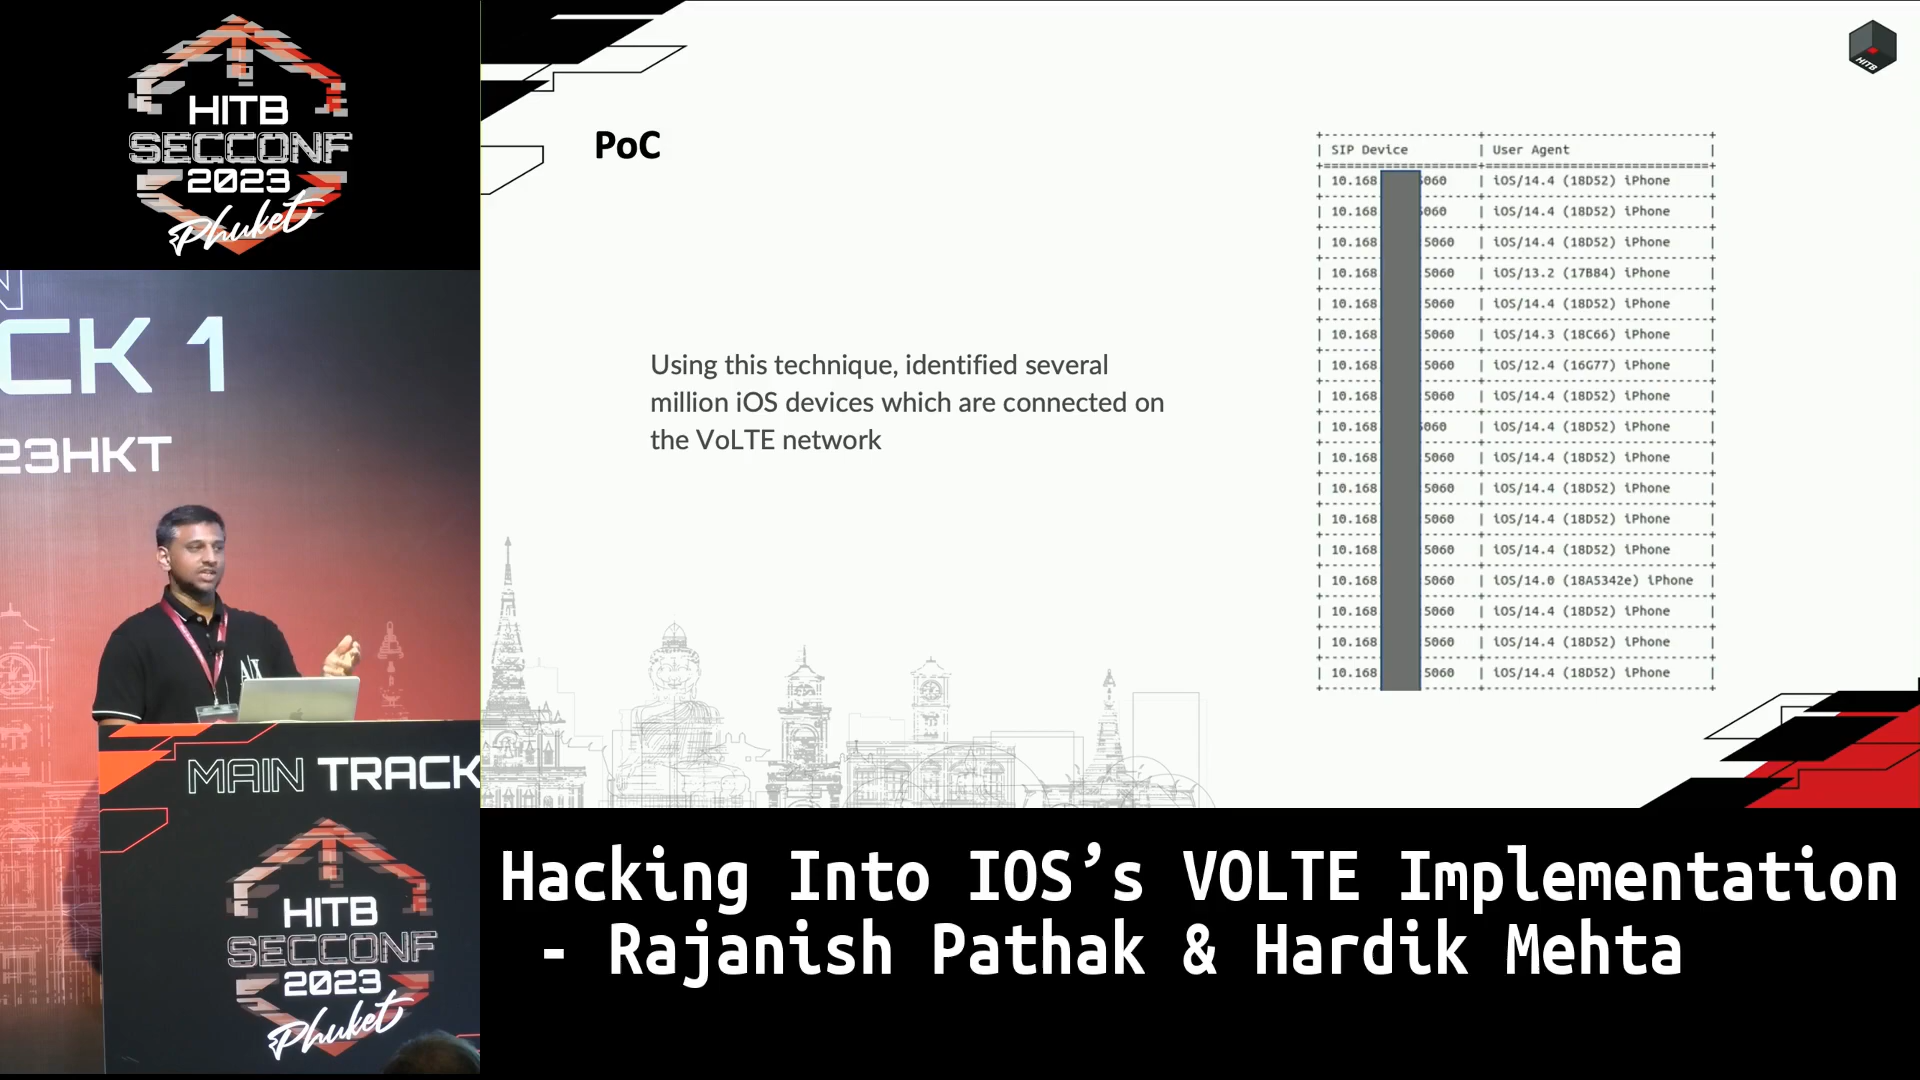 HITB
SECCONF
2023
Phuket
N
CK 1
23HKT
MAIN TRACK
HITB
SECCONF
2023
Phuket
HITB
PoC
Using this technique, identified several
million iOS devices which are connected on
the VoLTE network
| SIP Device | User Agent |
| 10.168 5060 | iOS/14.4 (18D52) iPhone |
| 10.168 5060 | iOS/14.4 (18D52) iPhone |
| 10.168 5060 | iOS/14.4 (18D52) iPhone |
| 10.168 5060 | iOS/13.2 (17B84) iPhone |
| 10.168 5060 | iOS/14.4 (18D52) iPhone |
| 10.168 5060 | iOS/14.3 (18C66) iPhone |
| 10.168 5060 | iOS/12.4 (16G77) iPhone |
| 10.168 5060 | iOS/14.4 (18D52) iPhone |
| 10.168 5060 | iOS/14.4 (18D52) iPhone |
| 10.168 5060 | iOS/14.4 (18D52) iPhone |
| 10.168 5060 | iOS/14.4 (18D52) iPhone |
| 10.168 5060 | iOS/14.4 (18D52) iPhone |
| 10.168 5060 | iOS/14.4 (18D52) iPhone |
| 10.168 5060 | iOS/14.0 (18A5342e) iPhone |
| 10.168 5060 | iOS/14.4 (18D52) iPhone |
| 10.168 5060 | iOS/14.4 (18D52) iPhone |
| 10.168 5060 | iOS/14.4 (18D52) iPhone |
Hacking Into IOS’s VOLTE Implementation
- Rajanish Pathak & Hardik Mehta